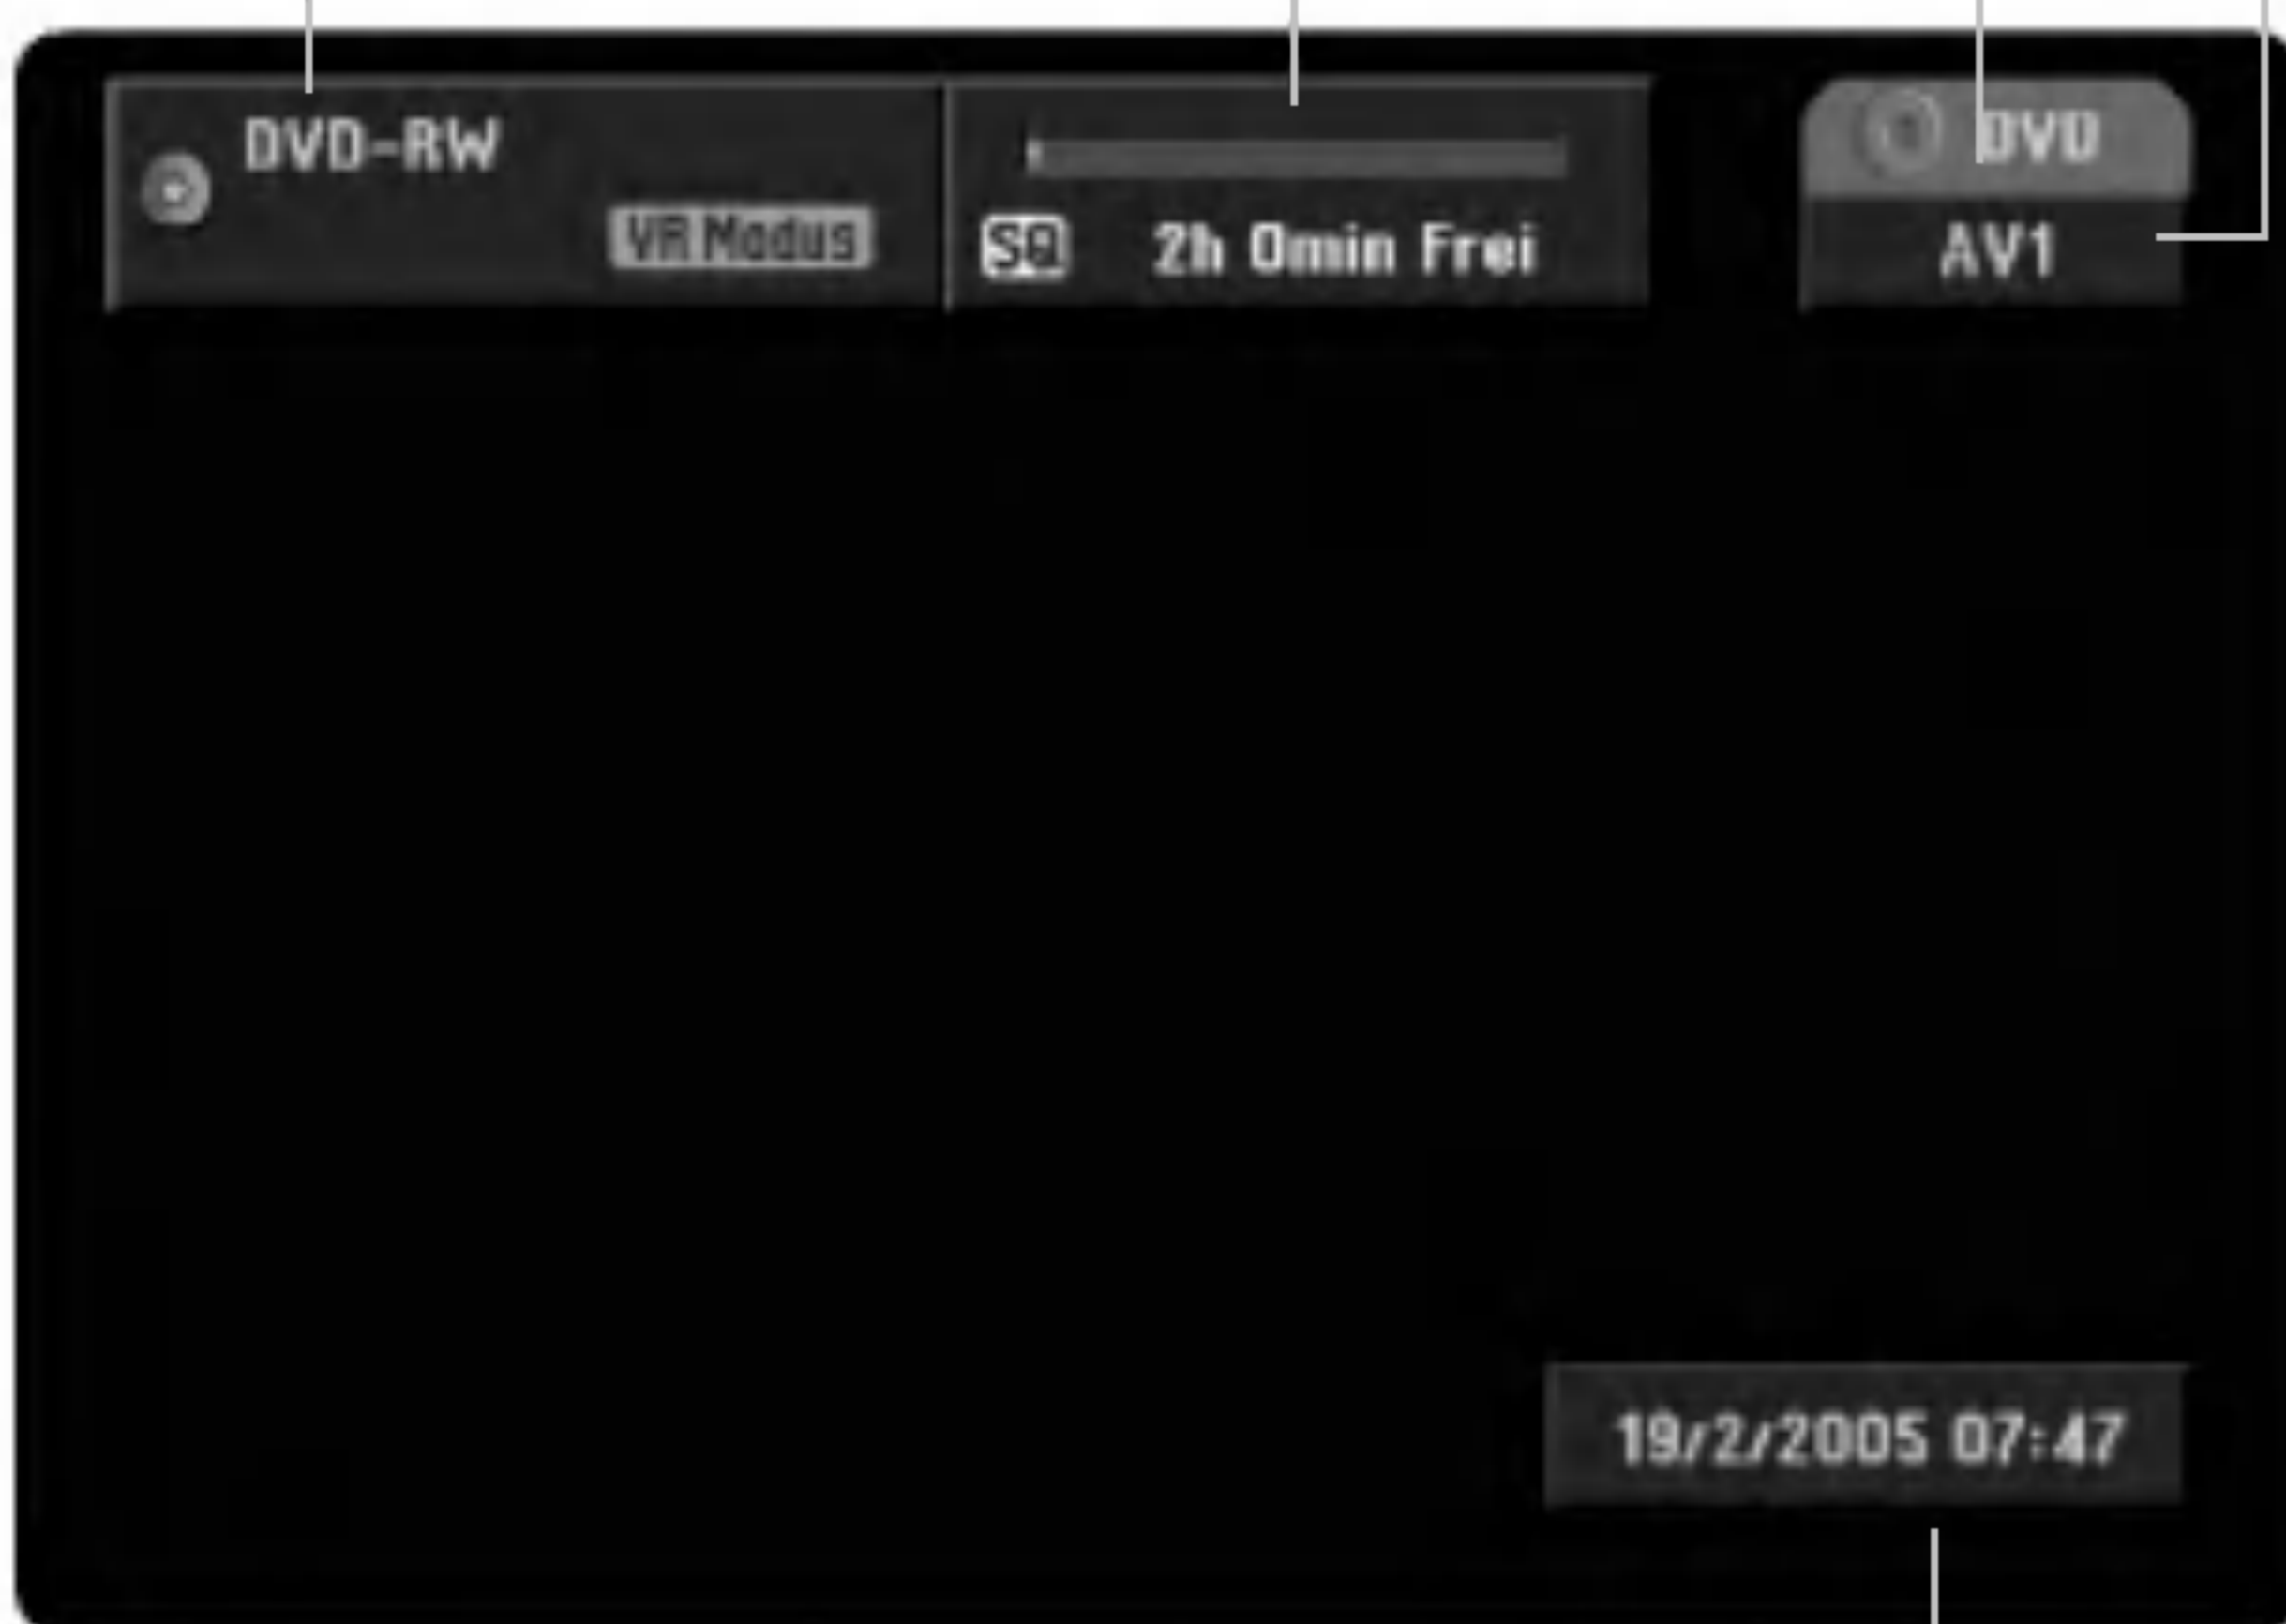 DVD-RW
VR Modus
SQ 2h 0min Frei
DVD
AV1
19/2/2005 07:47